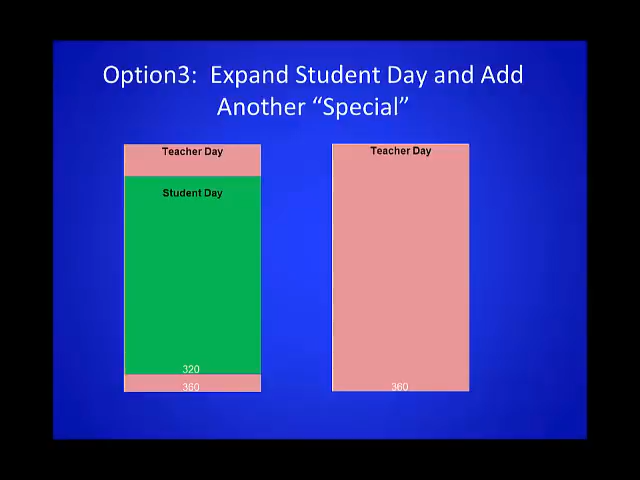 Option3: Expand Student Day and Add
Another “Special”
Teacher Day
Student Day
320
360
Teacher Day
360